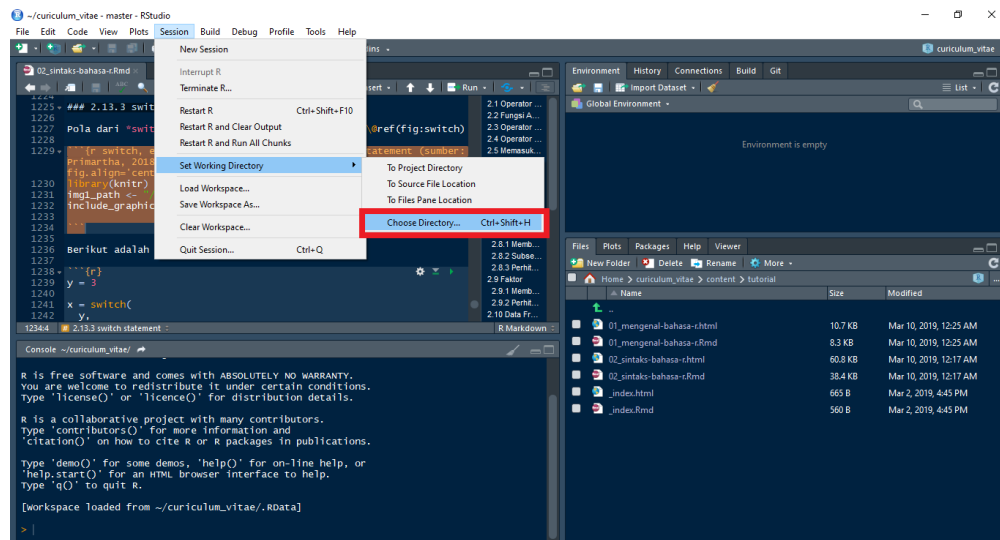 ~/curiculum_vitae - master - RStudio
File Edit Code View Plots Session Build Debug Profile Tools Help
ins
curiculum_vitae
02_sintaks-bahasa-r.Rmd
ABC
nsert
Run
1224
1225 ### 2.13.3 swit
1226
1227 Pola dari *swit
\@ref(fig:switch)
1228
1229 ```{r switch, e
tatement (sumber:
Primartha, 2018
fig.align='cent
1230 library(knitr)
1231 img1_path <- "/
1232 include_graphic
1233
1234 ```
1235
1236 Berikut adalah
1237
1238 ```{r}
1239 y = 3
1240
1241 x = switch(
1242 y,
1234:4 2.13.3 switch statement
R Markdown
2.1 Operator ...
2.2 Fungsi A...
2.3 Operator ...
2.4 Operator ...
2.5 Memasuk...
2.8.1 Memb...
2.8.2 Subse...
2.8.3 Perhit...
2.9 Faktor
2.9.1 Memb...
2.9.2 Perhit...
2.10 Data Fr...
New Session
Interrupt R
Terminate R...
Restart R Ctrl+Shift+F10
Restart R and Clear Output
Restart R and Run All Chunks
Set Working Directory
Load Workspace...
Save Workspace As...
Clear Workspace...
Quit Session... Ctrl+Q
To Project Directory
To Source File Location
To Files Pane Location
Choose Directory... Ctrl+Shift+H
Console ~/curiculum_vitae/
R is free software and comes with ABSOLUTELY NO WARRANTY.
You are welcome to redistribute it under certain conditions.
Type 'license()' or 'licence()' for distribution details.
R is a collaborative project with many contributors.
Type 'contributors()' for more information and
'citation()' on how to cite R or R packages in publications.
Type 'demo()' for some demos, 'help()' for on-line help, or
'help.start()' for an HTML browser interface to help.
Type 'q()' to quit R.
[Workspace loaded from ~/curiculum_vitae/.RData]
>
Environment History Connections Build Git
Import Dataset
List
Global Environment
Environment is empty
Files Plots Packages Help Viewer
New Folder Delete Rename More
Home > curiculum_vitae > content > tutorial
...
Name Size Modified
..
01_mengenal-bahasa-r.html 10.7 KB Mar 10, 2019, 12:25 AM
01_mengenal-bahasa-r.Rmd 8.3 KB Mar 10, 2019, 12:25 AM
02_sintaks-bahasa-r.html 60.8 KB Mar 10, 2019, 12:17 AM
02_sintaks-bahasa-r.Rmd 38.4 KB Mar 10, 2019, 12:17 AM
_index.html 665 B Mar 2, 2019, 4:45 PM
_index.Rmd 560 B Mar 2, 2019, 4:45 PM